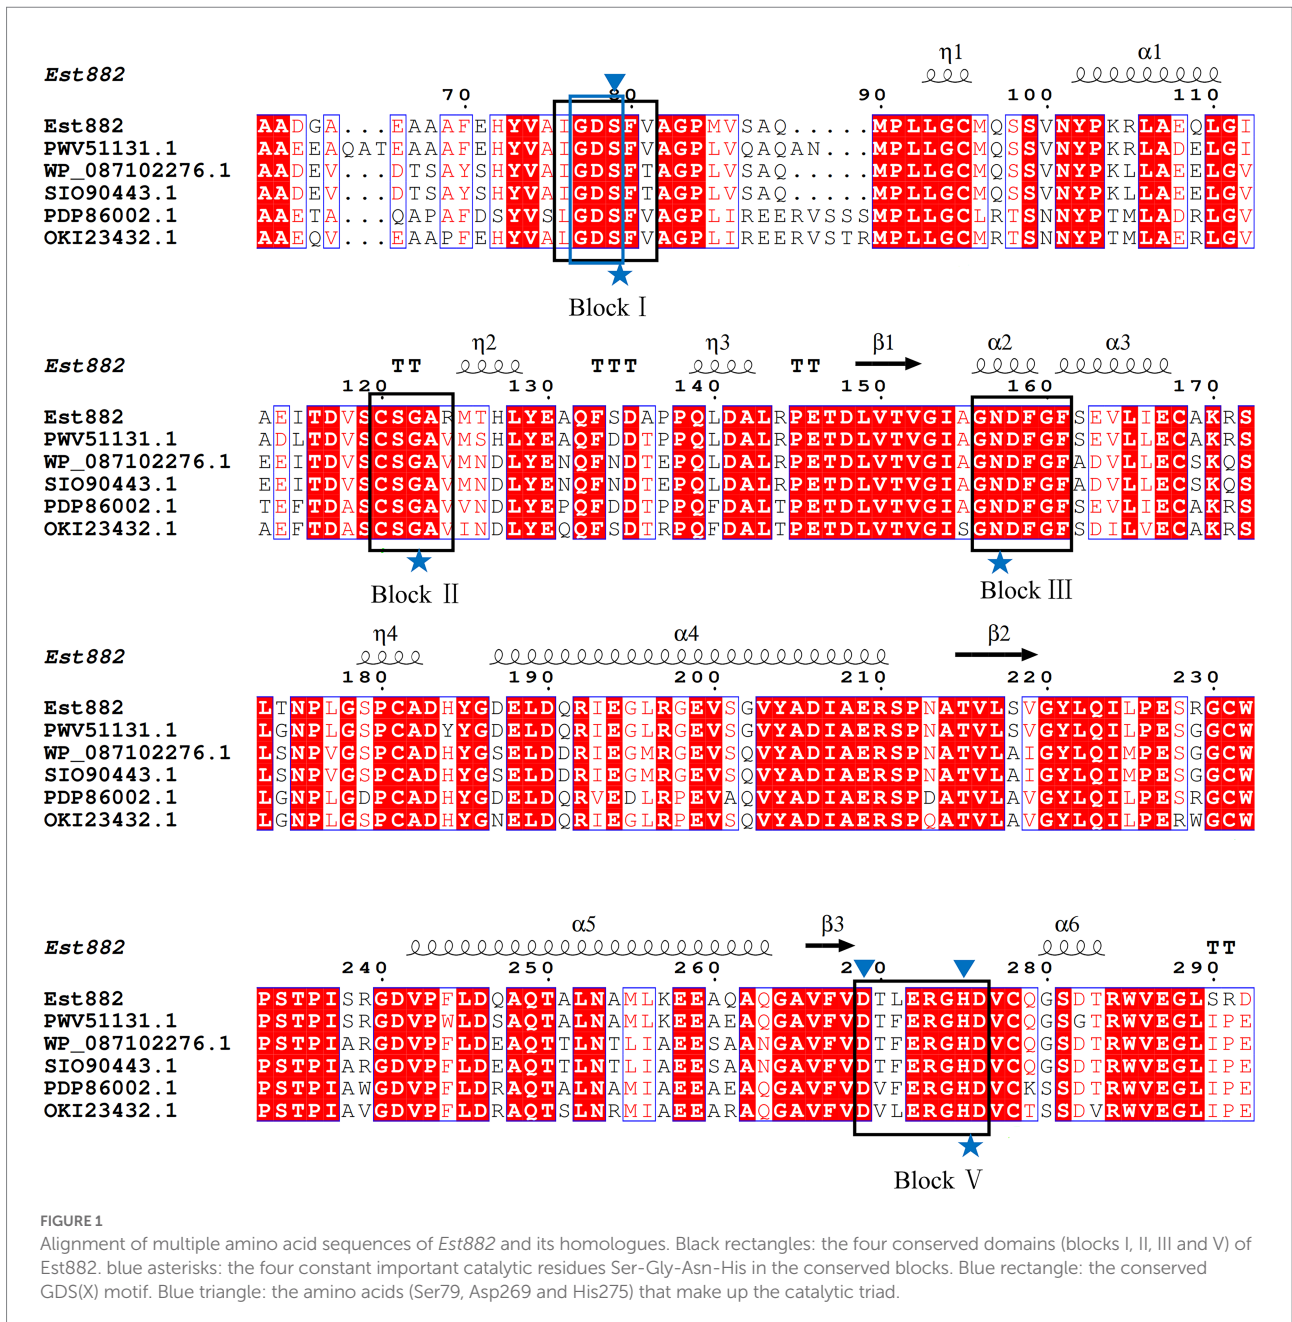 η1 α1
Est882
70 80 90 100 110
Est882 AADGA...EAAAFEHYVAIGDSFVAGPMVSAQ.....MPLLGCMQSSVNYPKRLAEQLGI
PWV51131.1 AAEEAQATEAAAFEHYVAIGDSFVAGPLVQAQAN...MPLLGCMQSSVNYPKRLADELGI
WP_087102276.1 AADEV...DTSAYSHYVAIGDSFTAGPLVSAQ.....MPLLGCMQSSVNYPKLLAEELGV
SIO90443.1 AADEV...DTSAYSHYVAIGDSFTAGPLVSAQ.....MPLLGCMQSSVNYPKLLAEELGV
PDP86002.1 AAETA...QAPAFDSYVSLGDSFVAGPLIREERVSSSMPLLGCLRTSNNYPTMLADRLGV
OKI23432.1 AAEQV...EAAPFEHYVAIGDSFVAGPLIREERVSTRMPLLGCMRTSNNYPTMLAERLGV
Block Ⅰ
η2 η3 β1 α2 α3
Est882 TT TTT TT
120 130 140 150 160 170
Est882 AEITDVSCSGARMTHLYEAQFSDAPPQLDALRPETDLVTVGIAGNDFGFSEVLIECAKRS
PWV51131.1 ADLTDVSCSGAVMSHLYEAQFDDTPPQLDALRPETDLVTVGIAGNDFGFSEVLLECAKRS
WP_087102276.1 EEITDVSCSGAVMNDLYENQFNDTEPQLDALRPETDLVTVGIAGNDFGFADVLLECSKQS
SIO90443.1 EEITDVSCSGAVMNDLYENQFNDTEPQLDALRPETDLVTVGIAGNDFGFADVLLECSKQS
PDP86002.1 TEFTDASCSGAVVNDLYEPQFDDTPPQFDALTPETDLVTVGIAGNDFGFSEVLIECAKRS
OKI23432.1 AEFTDASCSGAVINDLYEQQFSDTRPQFDALTPETDLVTVGISGNDFGFSDILVECAKRS
Block Ⅱ Block Ⅲ
η4 α4 β2
Est882
180 190 200 210 220 230
Est882 LTNPLGSPCADHYGDELDQRIEGLRGEVSGVYADIAERSPNATVLSVGYLQILPESRGCW
PWV51131.1 LGNPLGSPCADYYGDELDQRIEGLRGEVSGVYADIAERSPNATVLSVGYLQILPESGGCW
WP_087102276.1 LSNPVGSPCADHYGSELDDRIEGMRGEVSQVYADIAERSPNATVLAIGYLQIMPESGGCW
SIO90443.1 LSNPVGSPCADHYGSELDDRIEGMRGEVSQVYADIAERSPNATVLAIGYLQIMPESGGCW
PDP86002.1 LGNPLGDPCADHYGDELDQRVEDLRPEVAQVYADIAERSPDATVLAVGYLQILPESRGCW
OKI23432.1 LGNPLGSPCADHYGNELDQRIEGLRPEVSQVYADIAERSPQATVLAVGYLQILPERWGCW
α5 β3 α6
Est882 TT
240 250 260 270 280 290
Est882 PSTPISRGDVPFLDQAQTALNAMLKEEAQAQGAVFVDTLERGHDVCQGSDTRWVEGLSRD
PWV51131.1 PSTPISRGDVPWLDSAQTALNAMLKEEAEAQGAVFVDTFERGHDVCQGSGTRWVEGLIPE
WP_087102276.1 PSTPIARGDVPFLDEAQTTLNTLIAEESAANGAVFVDTFERGHDVCQGSDTRWVEGLIPE
SIO90443.1 PSTPIARGDVPFLDEAQTTLNTLIAEESAANGAVFVDTFERGHDVCQGSDTRWVEGLIPE
PDP86002.1 PSTPIAWGDVPFLDRAQTALNAMIAEEAEAQGAVFVDVFERGHDVCKSSDTRWVEGLIPE
OKI23432.1 PSTPIAVGDVPFLDRAQTSLNRMIAEEARAQGAVFVDVLERGHDVCTSSDVRWVEGLIPE
Block Ⅴ
FIGURE 1
Alignment of multiple amino acid sequences of Est882 and its homologues. Black rectangles: the four conserved domains (blocks I, II, III and V) of
Est882. blue asterisks: the four constant important catalytic residues Ser-Gly-Asn-His in the conserved blocks. Blue rectangle: the conserved
GDS(X) motif. Blue triangle: the amino acids (Ser79, Asp269 and His275) that make up the catalytic triad.